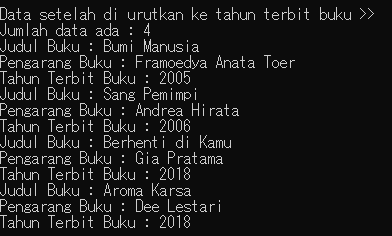 Data setelah di urutkan ke tahun terbit buku >>
Jumlah data ada : 4
Judul Buku : Bumi Manusia
Pengarang Buku : Framoedya Anata Toer
Tahun Terbit Buku : 2005
Judul Buku : Sang Pemimpi
Pengarang Buku : Andrea Hirata
Tahun Terbit Buku : 2006
Judul Buku : Berhenti di Kamu
Pengarang Buku : Gia Pratama
Tahun Terbit Buku : 2018
Judul Buku : Aroma Karsa
Pengarang Buku : Dee Lestari
Tahun Terbit Buku : 2018